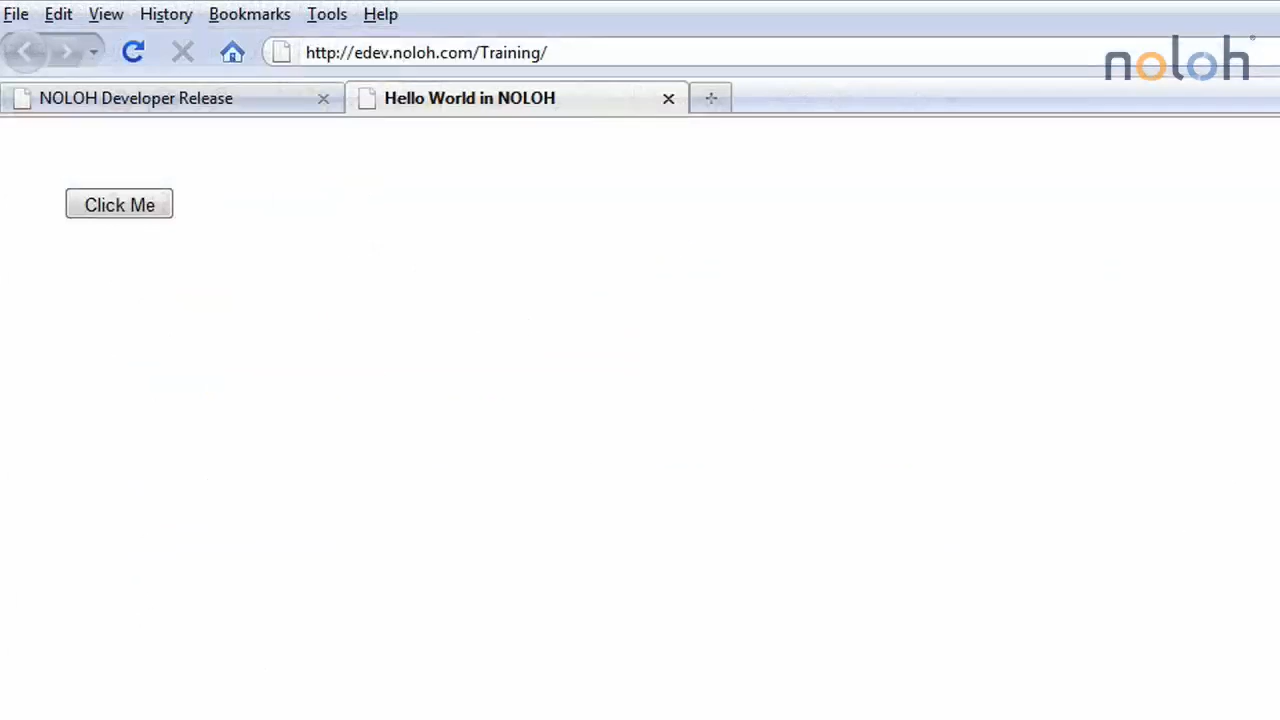 File Edit View History Bookmarks Tools Help
http://edev.noloh.com/Training/
noloh
NOLOH Developer Release
Hello World in NOLOH
Click Me